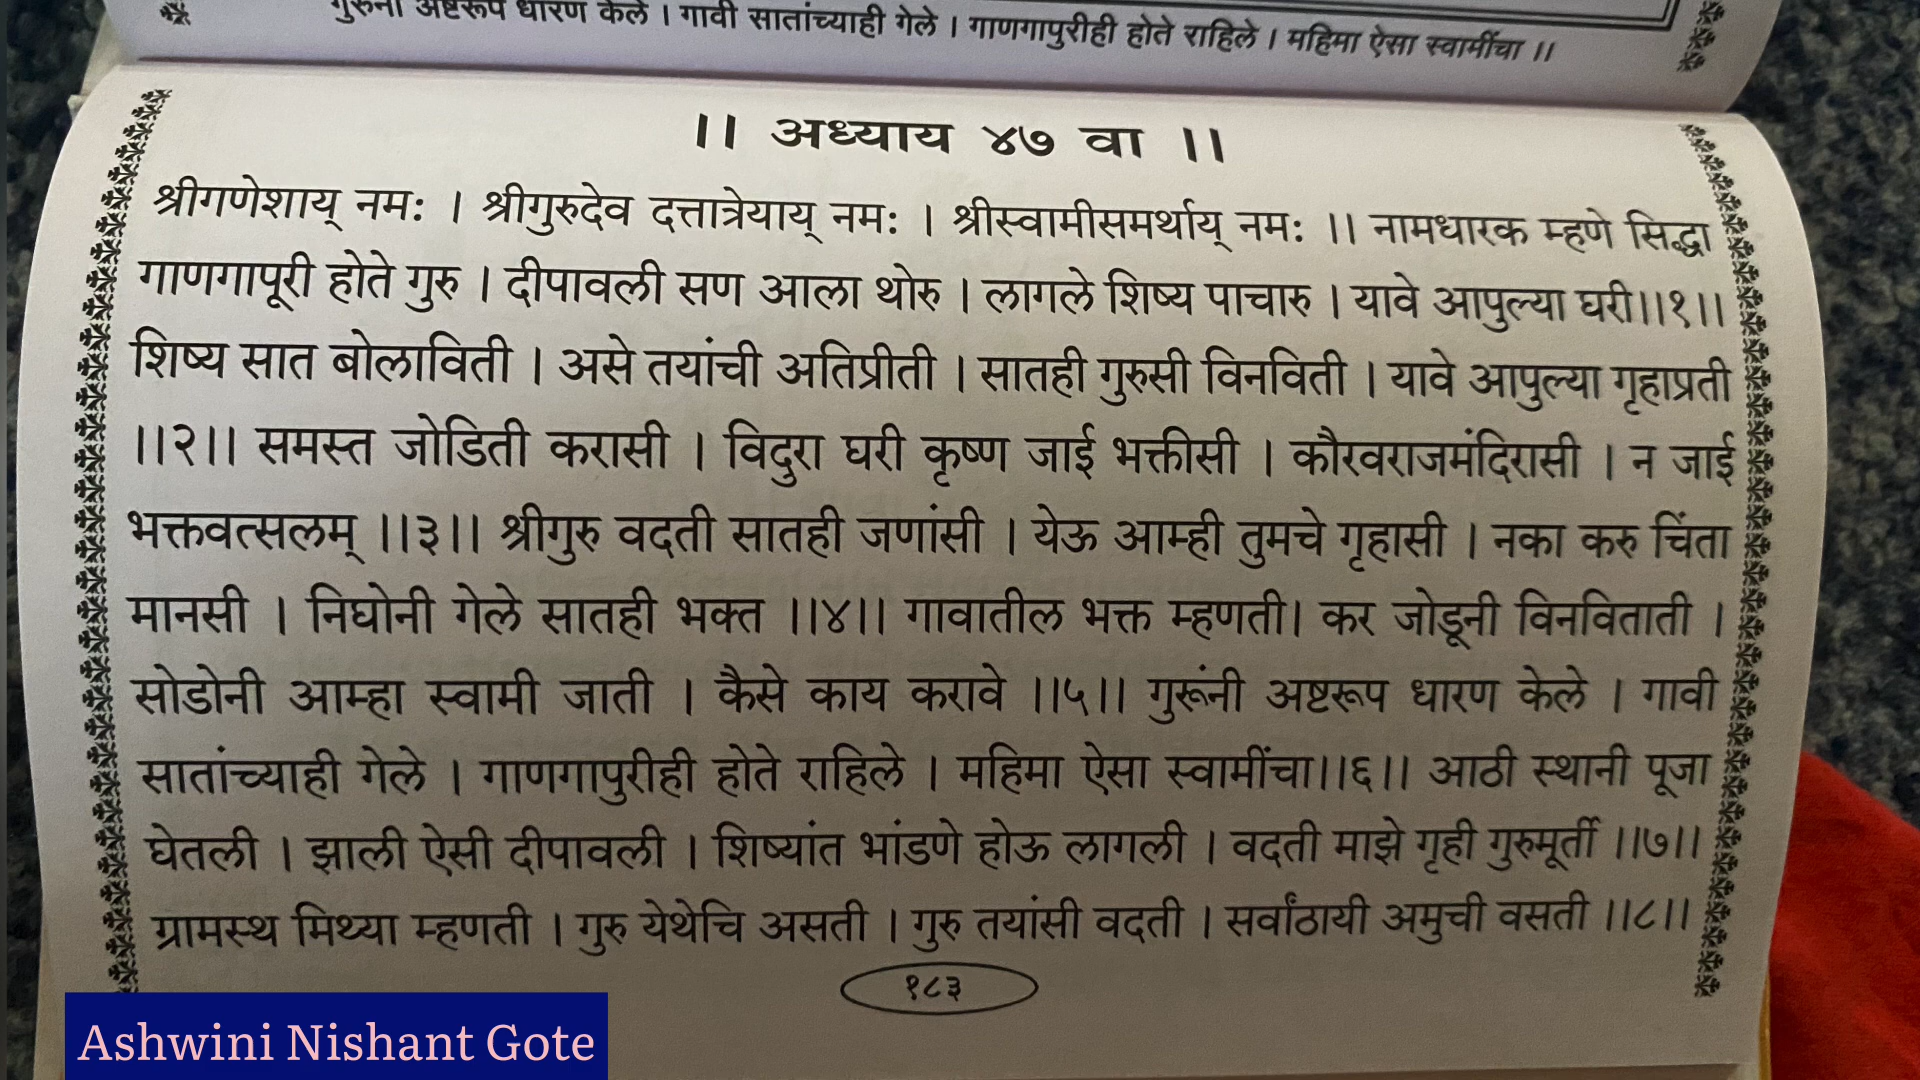 गुरुंनी अष्टरूप धारण केले । गावी सातांच्याही गेले । गाणगापुरीही होते राहिले । महिमा ऐसा स्वामींचा ।।
।। अध्याय ४७ वा ।।
श्रीगणेशाय् नमः । श्रीगुरुदेव दत्तात्रेयाय् नमः । श्रीस्वामीसमर्थाय् नमः ।। नामधारक म्हणे सिद्धा
गाणगापूरी होते गुरु । दीपावली सण आला थोरु । लागले शिष्य पाचारु । यावे आपुल्या घरी।।१।।
शिष्य सात बोलाविती । असे तयांची अतिप्रीती । सातही गुरुसी विनविती । यावे आपुल्या गृहाप्रती
।।२।। समस्त जोडिती करासी । विदुरा घरी कृष्ण जाई भक्तीसी । कौरवराजमंदिरासी । न जाई
भक्तवत्सलम् ।।३।। श्रीगुरु वदती सातही जणांसी । येऊ आम्ही तुमचे गृहासी । नका करु चिंता
मानसी । निघोनी गेले सातही भक्त ।।४।। गावातील भक्त म्हणती। कर जोडूनी विनविताती ।
सोडोनी आम्हा स्वामी जाती । कैसे काय करावे ।।५।। गुरूंनी अष्टरूप धारण केले । गावी
सातांच्याही गेले । गाणगापुरीही होते राहिले । महिमा ऐसा स्वामींचा।।६।। आठी स्थानी पूजा
घेतली । झाली ऐसी दीपावली । शिष्यांत भांडणे होऊ लागली । वदती माझे गृही गुरुमूर्ती ।।७।।
ग्रामस्थ मिथ्या म्हणती । गुरु येथेचि असती । गुरु तयांसी वदती । सर्वांठायी अमुची वसती ।।८।।
१८३
Ashwini Nishant Gote